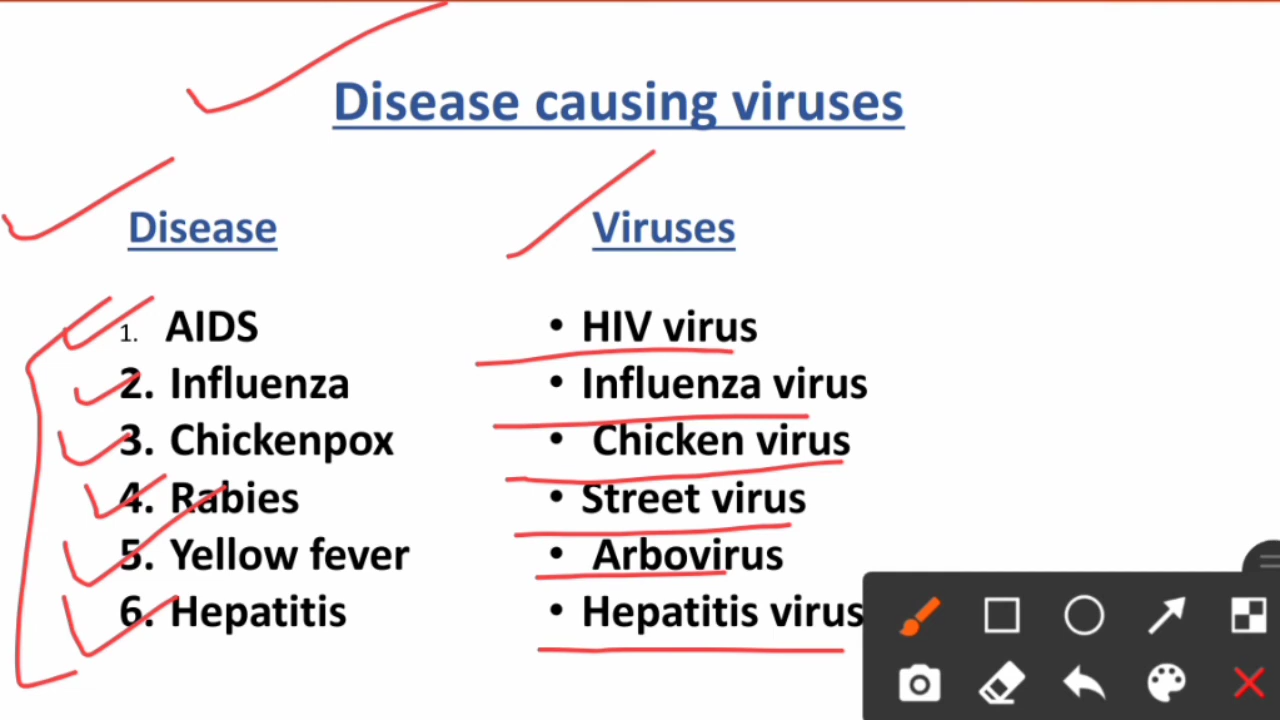 Disease causing viruses
Disease Viruses
1. AIDS • HIV virus
2. Influenza • Influenza virus
3. Chickenpox • Chicken virus
4. Rabies • Street virus
5. Yellow fever • Arbovirus
6. Hepatitis • Hepatitis virus